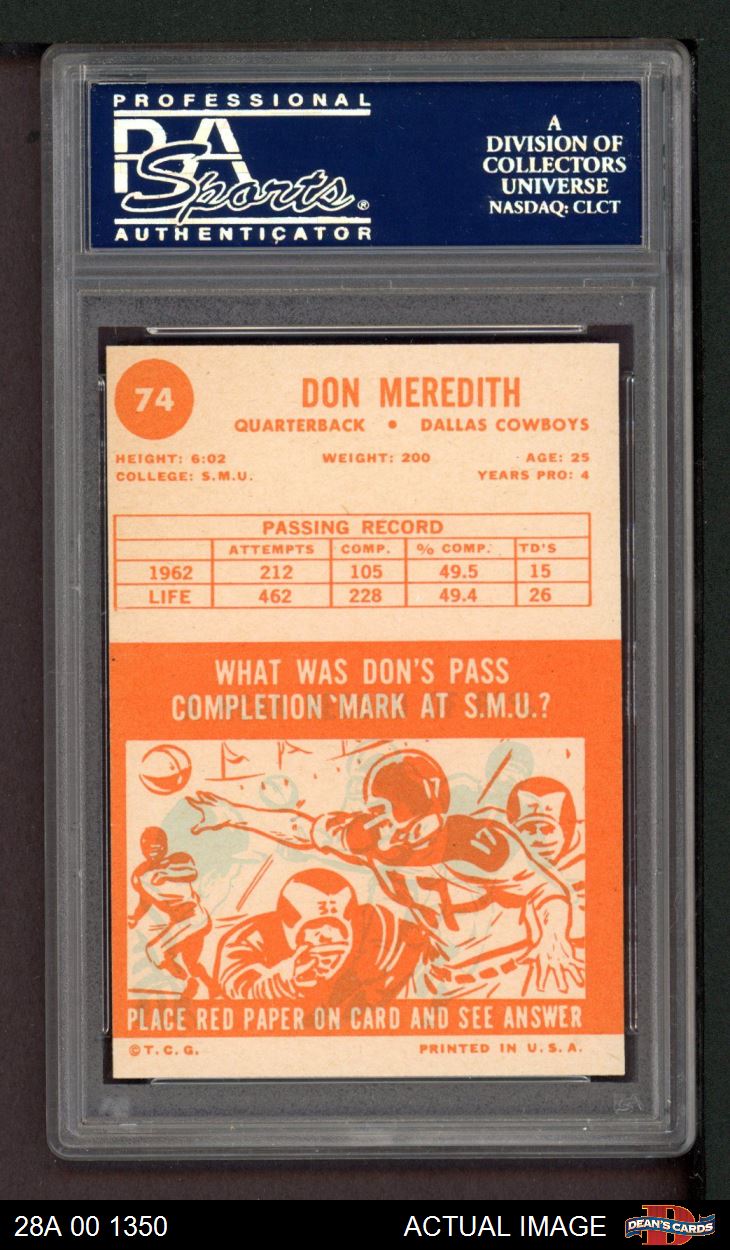 PROFESSIONAL
PSA
Sports®
AUTHENTICATOR
A
DIVISION OF
COLLECTORS
UNIVERSE
NASDAQ: CLCT
74
DON MEREDITH
QUARTERBACK • DALLAS COWBOYS
HEIGHT: 6:02 WEIGHT: 200 AGE: 25
COLLEGE: S.M.U. YEARS PRO: 4
PASSING RECORD
ATTEMPTS COMP. % COMP. TD'S
1962 212 105 49.5 15
LIFE 462 228 49.4 26
WHAT WAS DON'S PASS
COMPLETION MARK AT S.M.U.?
PLACE RED PAPER ON CARD AND SEE ANSWER
©T.C.G. PRINTED IN U.S.A.
28A 00 1350 ACTUAL IMAGE DEAN'S CARDS